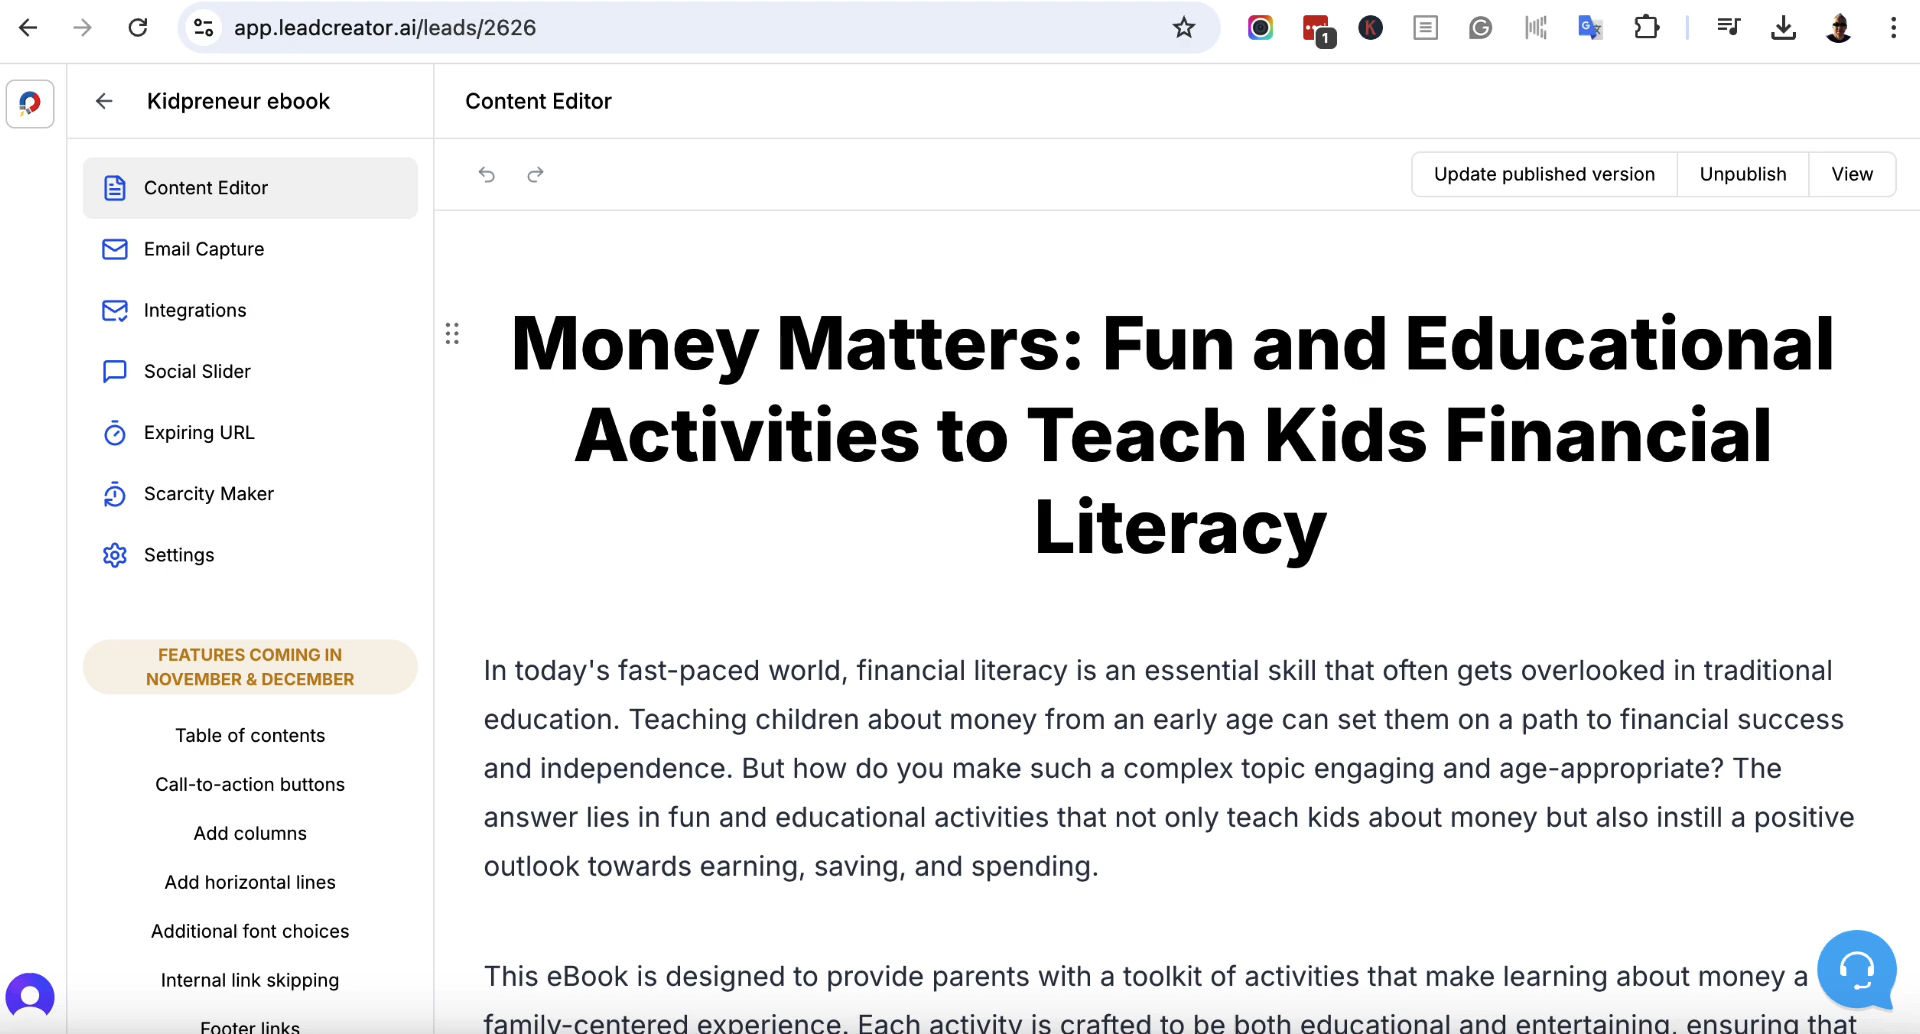 app.leadcreator.ai/leads/2626
1
K
Kidpreneur ebook
Content Editor
Content Editor
Email Capture
Integrations
Social Slider
Expiring URL
Scarcity Maker
Settings
FEATURES COMING IN
NOVEMBER & DECEMBER
Table of contents
Call-to-action buttons
Add columns
Add horizontal lines
Additional font choices
Internal link skipping
Footer links
Update published version
Unpublish
View
Money Matters: Fun and Educational
Activities to Teach Kids Financial
Literacy
In today's fast-paced world, financial literacy is an essential skill that often gets overlooked in traditional
education. Teaching children about money from an early age can set them on a path to financial success
and independence. But how do you make such a complex topic engaging and age-appropriate? The
answer lies in fun and educational activities that not only teach kids about money but also instill a positive
outlook towards earning, saving, and spending.
This eBook is designed to provide parents with a toolkit of activities that make learning about money a
family-centered experience. Each activity is crafted to be both educational and entertaining, ensuring that